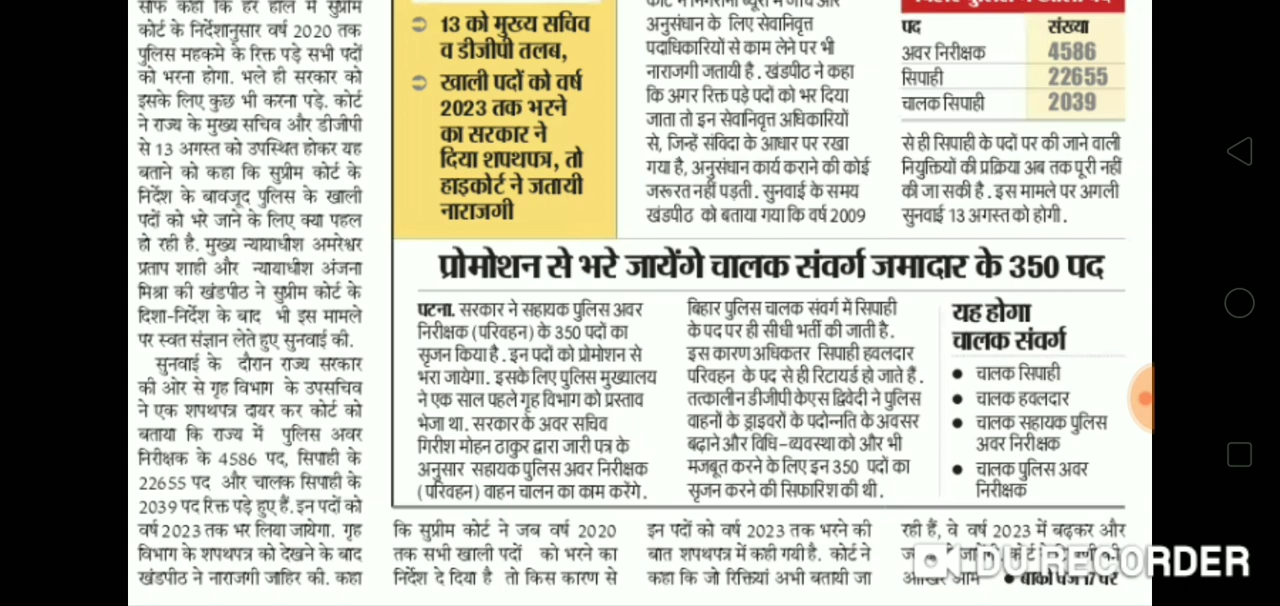 साफ कहा कि हर हाल में सुप्रीम
कोर्ट के निर्देशानुसार वर्ष 2020 तक
पुलिस महकमे के रिक्त पड़े सभी पदों
को भरना होगा. भले ही सरकार को
इसके लिए कुछ भी करना पड़े. कोर्ट
ने राज्य के मुख्य सचिव और डीजीपी
से 13 अगस्त को उपस्थित होकर यह
बताने को कहा कि सुप्रीम कोर्ट के
निर्देश के बावजूद पुलिस के खाली
पदों को भरे जाने के लिए क्या पहल
हो रही है. मुख्य न्यायाधीश अमरेश्वर
प्रताप शाही और न्यायाधीश अंजना
मिश्रा की खंडपीठ ने सुप्रीम कोर्ट के
दिशा-निर्देश के बाद भी इस मामले
पर स्वत संज्ञान लेते हुए सुनवाई की.
सुनवाई के दौरान राज्य सरकार
की ओर से गृह विभाग के उपसचिव
ने एक शपथपत्र दायर कर कोर्ट को
बताया कि राज्य में पुलिस अवर
निरीक्षक के 4586 पद, सिपाही के
22655 पद और चालक सिपाही के
2039 पद रिक्त पड़े हुए हैं. इन पदों को
वर्ष 2023 तक भर लिया जायेगा. गृह
विभाग के शपथपत्र को देखने के बाद
खंडपीठ ने नाराजगी जाहिर की. कहा
13 को मुख्य सचिव
व डीजीपी तलब,
खाली पदों को वर्ष
2023 तक भरने
का सरकार ने
दिया शपथपत्र, तो
हाइकोर्ट ने जतायी
नाराजगी
कोर्ट ने निगरानी ब्यूरो में जांच और
अनुसंधान के लिए सेवानिवृत्त
पदाधिकारियों से काम लेने पर भी
नाराजगी जतायी है. खंडपीठ ने कहा
कि अगर रिक्त पड़े पदों को भर दिया
जाता तो इन सेवानिवृत्त अधिकारियों
से, जिन्हें संविदा के आधार पर रखा
गया है, अनुसंधान कार्य कराने की कोई
जरूरत नहीं पड़ती. सुनवाई के समय
खंडपीठ को बताया गया कि वर्ष 2009
पद संख्या
अवर निरीक्षक 4586
सिपाही 22655
चालक सिपाही 2039
से ही सिपाही के पदों पर की जाने वाली
नियुक्तियों की प्रक्रिया अब तक पूरी नहीं
की जा सकी है. इस मामले पर अगली
सुनवाई 13 अगस्त को होगी.
प्रोमोशन से भरे जायेंगे चालक संवर्ग जमादार के 350 पद
पटना. सरकार ने सहायक पुलिस अवर
निरीक्षक (परिवहन) के 350 पदों का
सृजन किया है. इन पदों को प्रोमोशन से
भरा जायेगा. इसके लिए पुलिस मुख्यालय
ने एक साल पहले गृह विभाग को प्रस्ताव
भेजा था. सरकार के अवर सचिव
गिरीश मोहन ठाकुर द्वारा जारी पत्र के
अनुसार सहायक पुलिस अवर निरीक्षक
(परिवहन) वाहन चालन का काम करेंगे.
बिहार पुलिस चालक संवर्ग में सिपाही
के पद पर ही सीधी भर्ती की जाती है.
इस कारण अधिकतर सिपाही हवलदार
परिवहन के पद से ही रिटायर्ड हो जाते हैं.
तत्कालीन डीजीपी केएस द्विवेदी ने पुलिस
वाहनों के ड्राइवरों के पदोन्नति के अवसर
बढ़ाने और विधि-व्यवस्था को और भी
मजबूत करने के लिए इन 350 पदों का
सृजन करने की सिफारिश की थी.
यह होगा
चालक संवर्ग
चालक सिपाही
चालक हवलदार
चालक सहायक पुलिस
अवर निरीक्षक
चालक पुलिस अवर
निरीक्षक
कि सुप्रीम कोर्ट ने जब वर्ष 2020
तक सभी खाली पदों को भरने का
निर्देश दे दिया है तो किस कारण से
इन पदों को वर्ष 2023 तक भरने की
बात शपथपत्र में कही गयी है. कोर्ट ने
कहा कि जो रिक्तियां अभी बतायी जा
रही हैं, वे वर्ष 2023 में बढ़कर और
बाकी पेज 17 पर
DU RECORDER